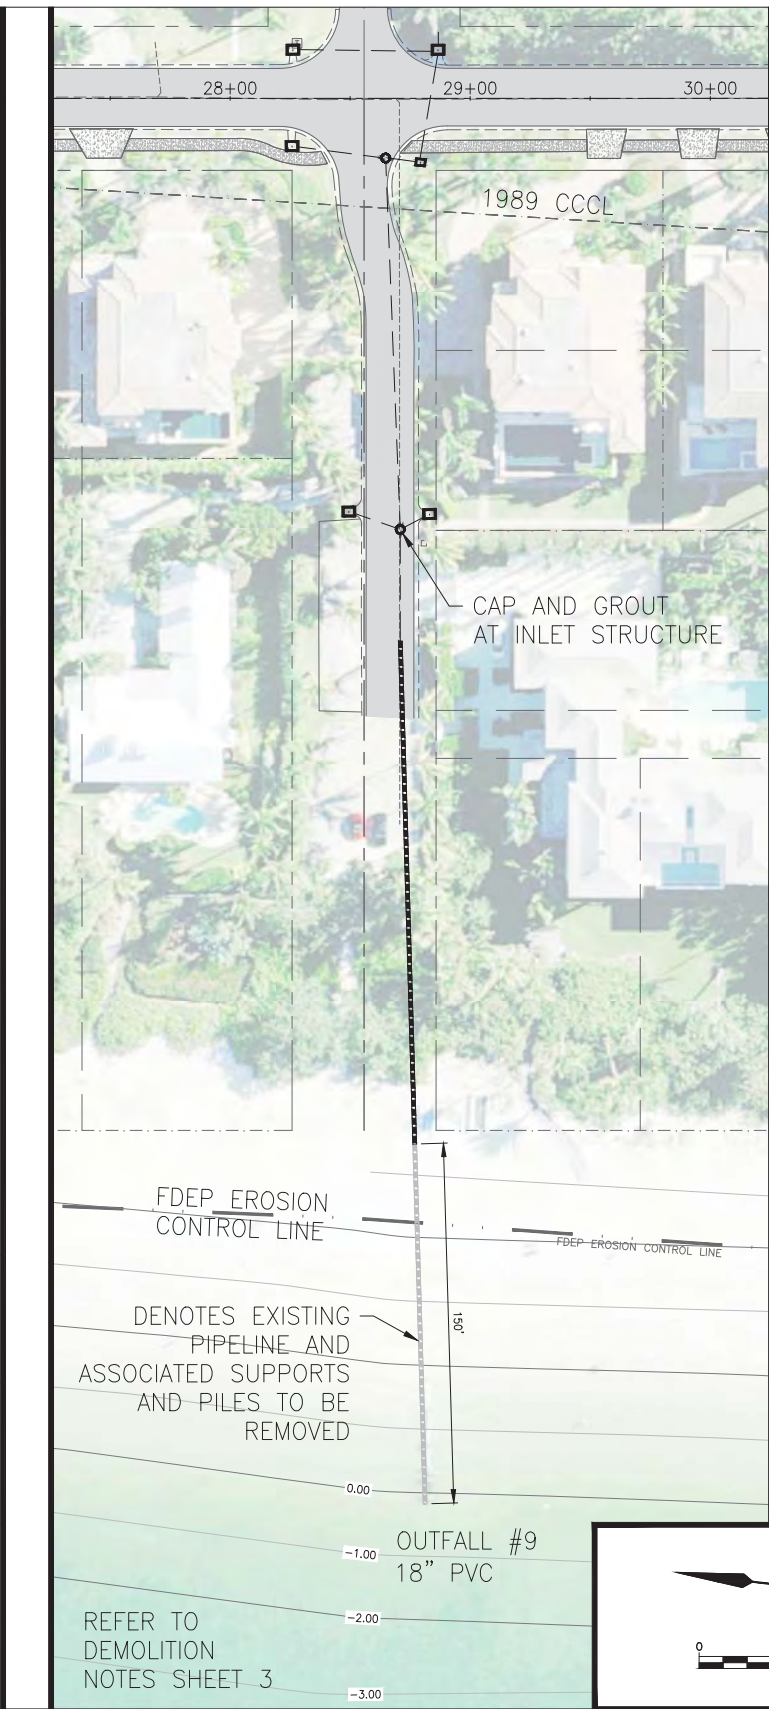 28+00
29+00
30+00
1989 CCCL
CAP AND GROUT
AT INLET STRUCTURE
FDEP EROSION
CONTROL LINE
FDEP EROSION CONTROL LINE
DENOTES EXISTING
PIPELINE AND
ASSOCIATED SUPPORTS
AND PILES TO BE
REMOVED
150'
0.00
-1.00
OUTFALL #9
18" PVC
-2.00
REFER TO
DEMOLITION
NOTES SHEET 3
-3.00
0